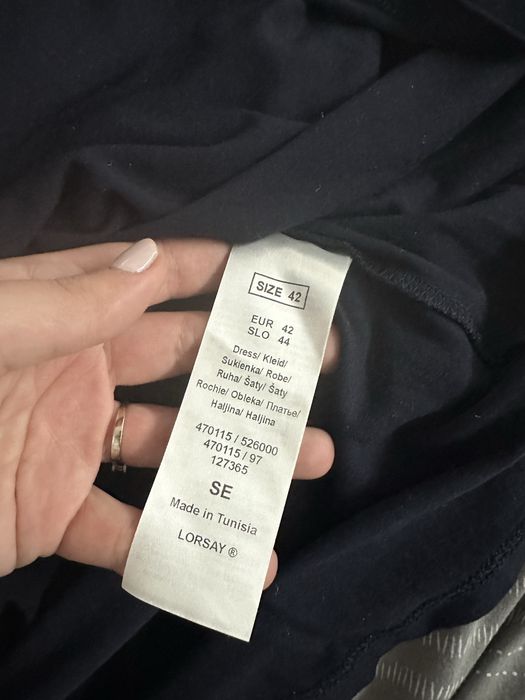 SIZE 42
EUR 42
SLO 44
Dress/ Kleid/
Sukienka/ Robe/
Ruha/ Šaty/ Šaty
Rochie/ Obleka/ Платье/
Haljina/ Haljina
470115 / 526000
470115 / 97
127365
SE
Made in Tunisia
LORSAY ®